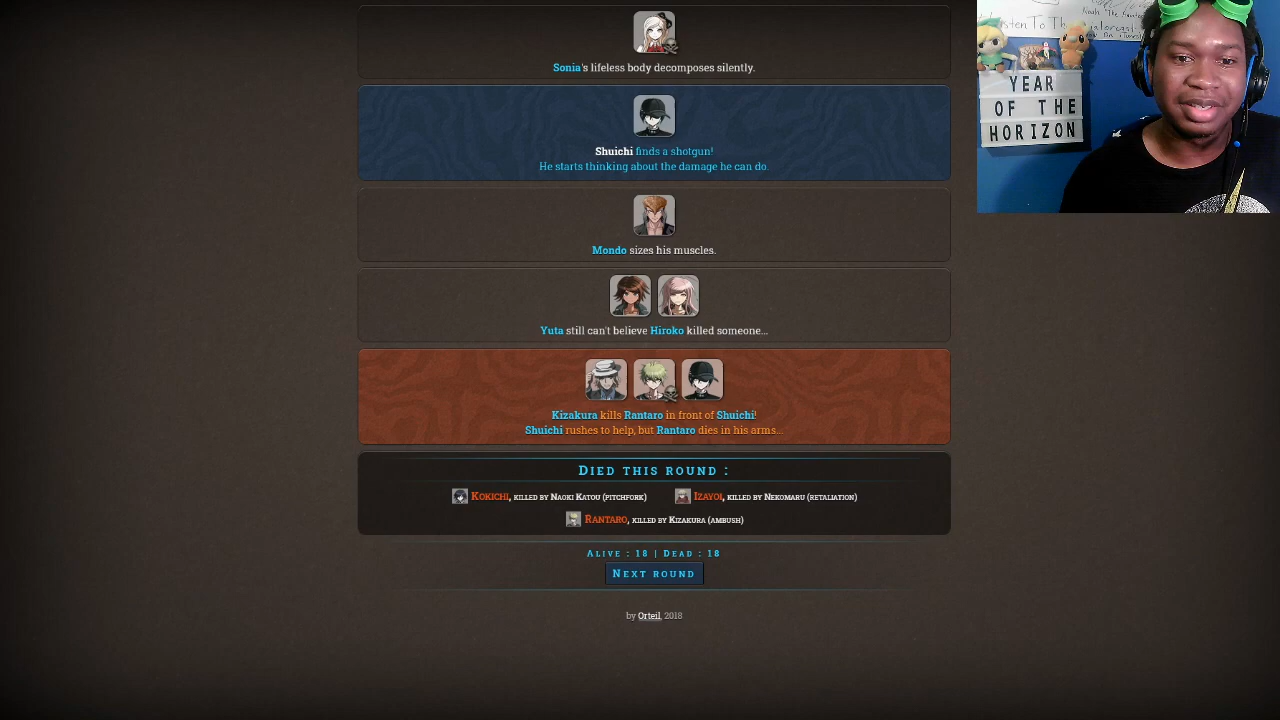 Sonia's lifeless body decomposes silently.
Shuichi finds a shotgun!
He starts thinking about the damage he can do.
Mondo sizes his muscles.
Yuta still can't believe Hiroko killed someone...
Kizakura kills Rantaro in front of Shuichi!
Shuichi rushes to help, but Rantaro dies in his arms...
Died this round :
Kokichi, killed by Naoki Katou (pitchfork) Izayoi, killed by Nekomaru (retaliation)
Rantaro, killed by Kizakura (ambush)
Alive : 18 | Dead : 18
Next round
by Orteil, 2018
Listen To The
YEAR
OF THE
HORIZON